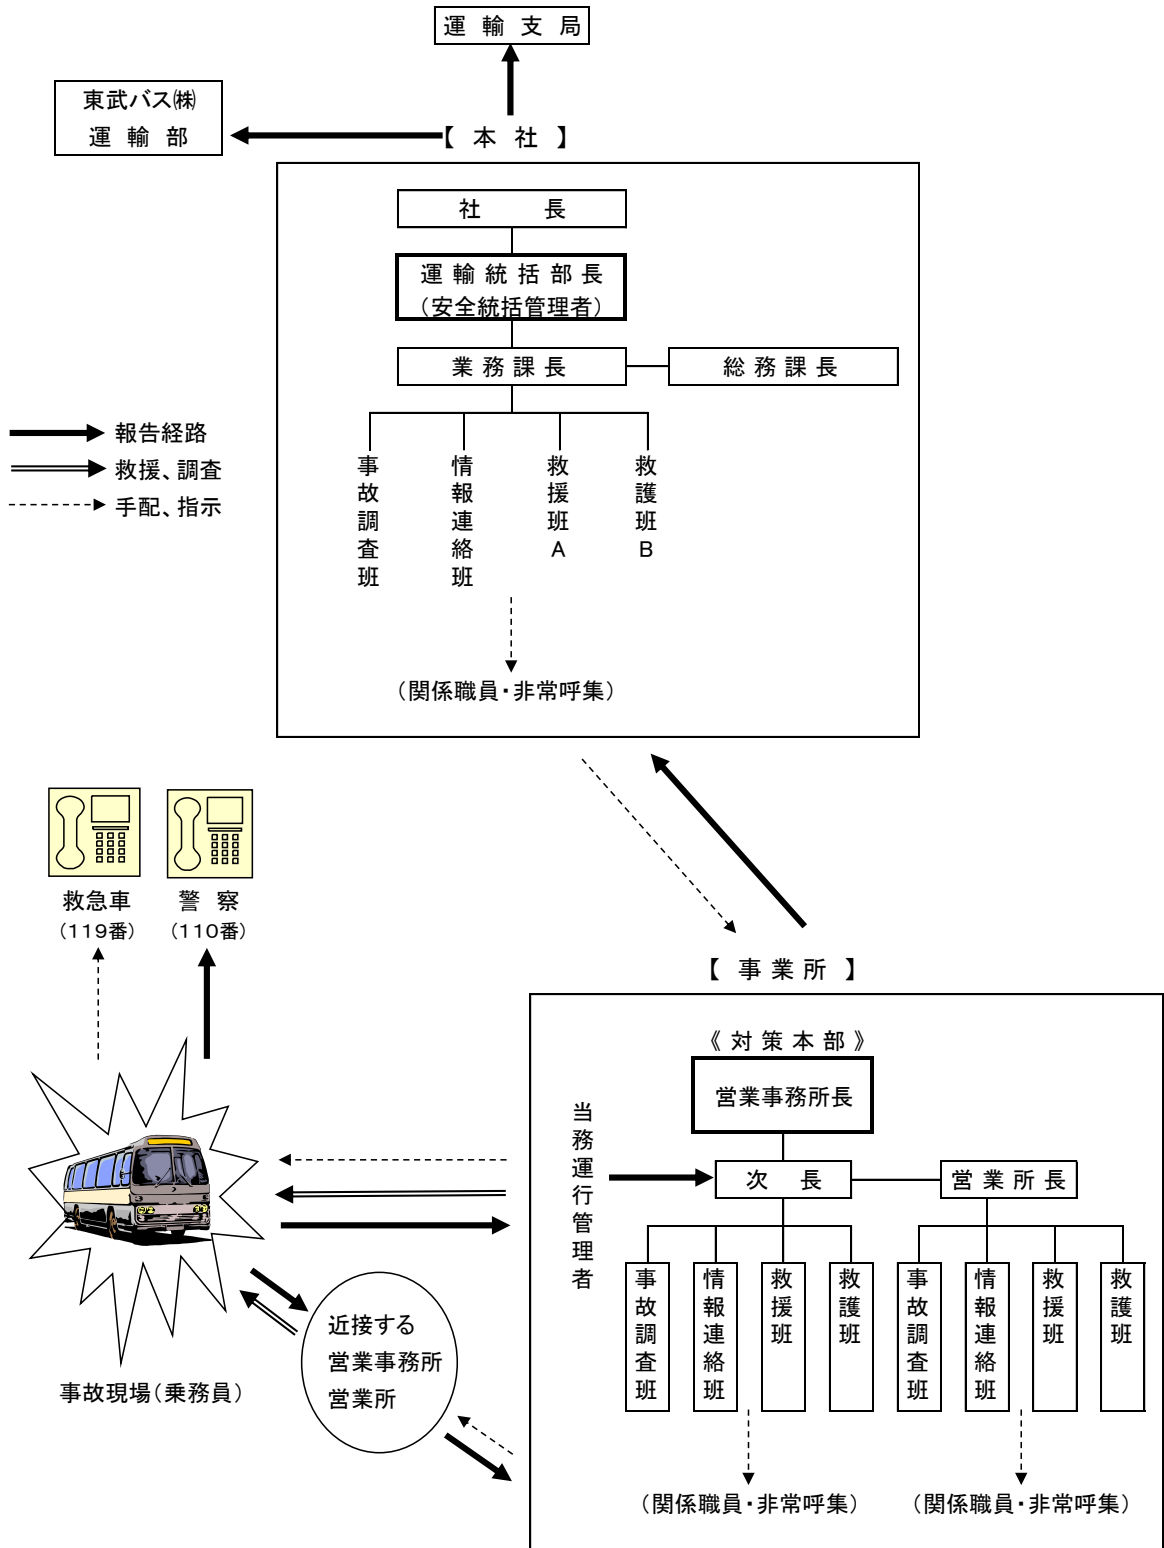 運輸支局
東武バス㈱
運輸部
【本社】
社長
運輸統括部長
（安全統括管理者）
業務課長
総務課長
報告経路
救援、調査
手配、指示
事故調査班
情報連絡班
救援班A
救護班B
（関係職員・非常呼集）
救急車
（119番）
警察
（110番）
【事業所】
《対策本部》
営業事務所長
当務運行管理者
次長
営業所長
事故調査班
情報連絡班
救援班
救護班
事故調査班
情報連絡班
救援班
救護班
近接する
営業事務所
営業所
事故現場（乗務員）
（関係職員・非常呼集）
（関係職員・非常呼集）